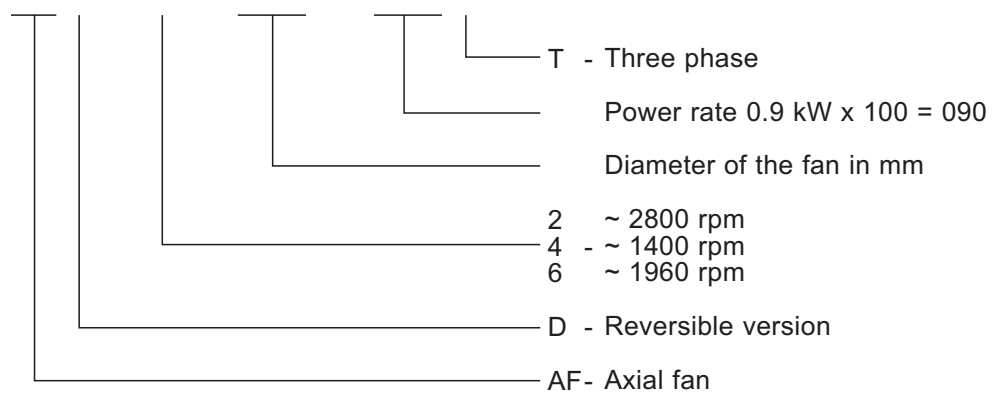 T - Three phase
Power rate 0.9 kW x 100 = 090
Diameter of the fan in mm
2 ~ 2800 rpm
4 - ~ 1400 rpm
6 ~ 1960 rpm
D - Reversible version
AF- Axial fan